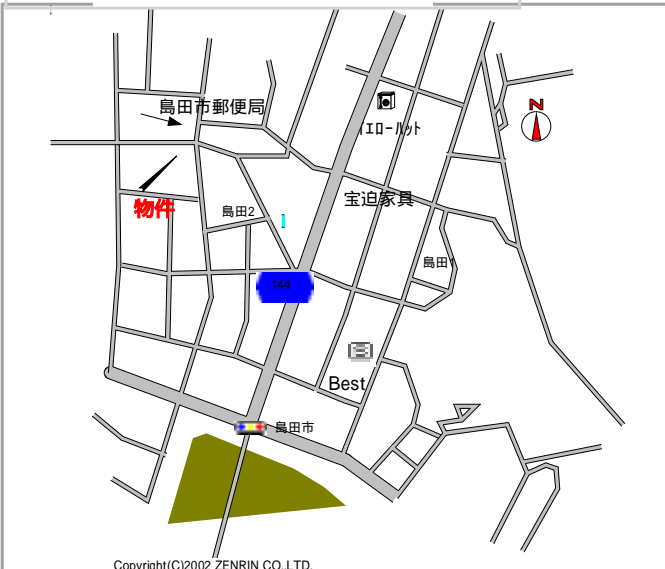 島田市郵便局
N
イエローハット
宝迫家具
物件
島田2
島田1
144
Best
島田市
Copyright(C)2002 ZENRIN CO.,LTD.